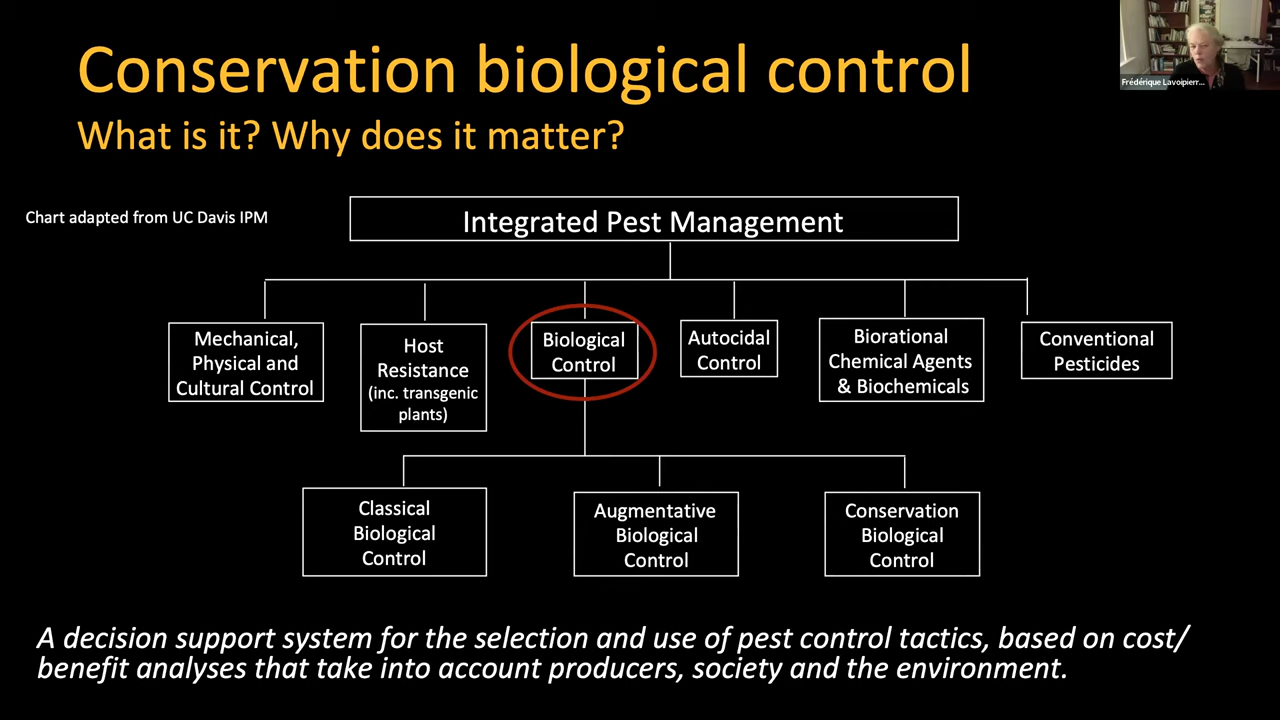 Conservation biological control
What is it? Why does it matter?
Frédérique Lavoipierr...
Chart adapted from UC Davis IPM
Integrated Pest Management
Mechanical,
Physical and
Cultural Control
Host
Resistance
(inc. transgenic
plants)
Biological
Control
Autocidal
Control
Biorational
Chemical Agents
& Biochemicals
Conventional
Pesticides
Classical
Biological
Control
Augmentative
Biological
Control
Conservation
Biological
Control
A decision support system for the selection and use of pest control tactics, based on cost/
benefit analyses that take into account producers, society and the environment.